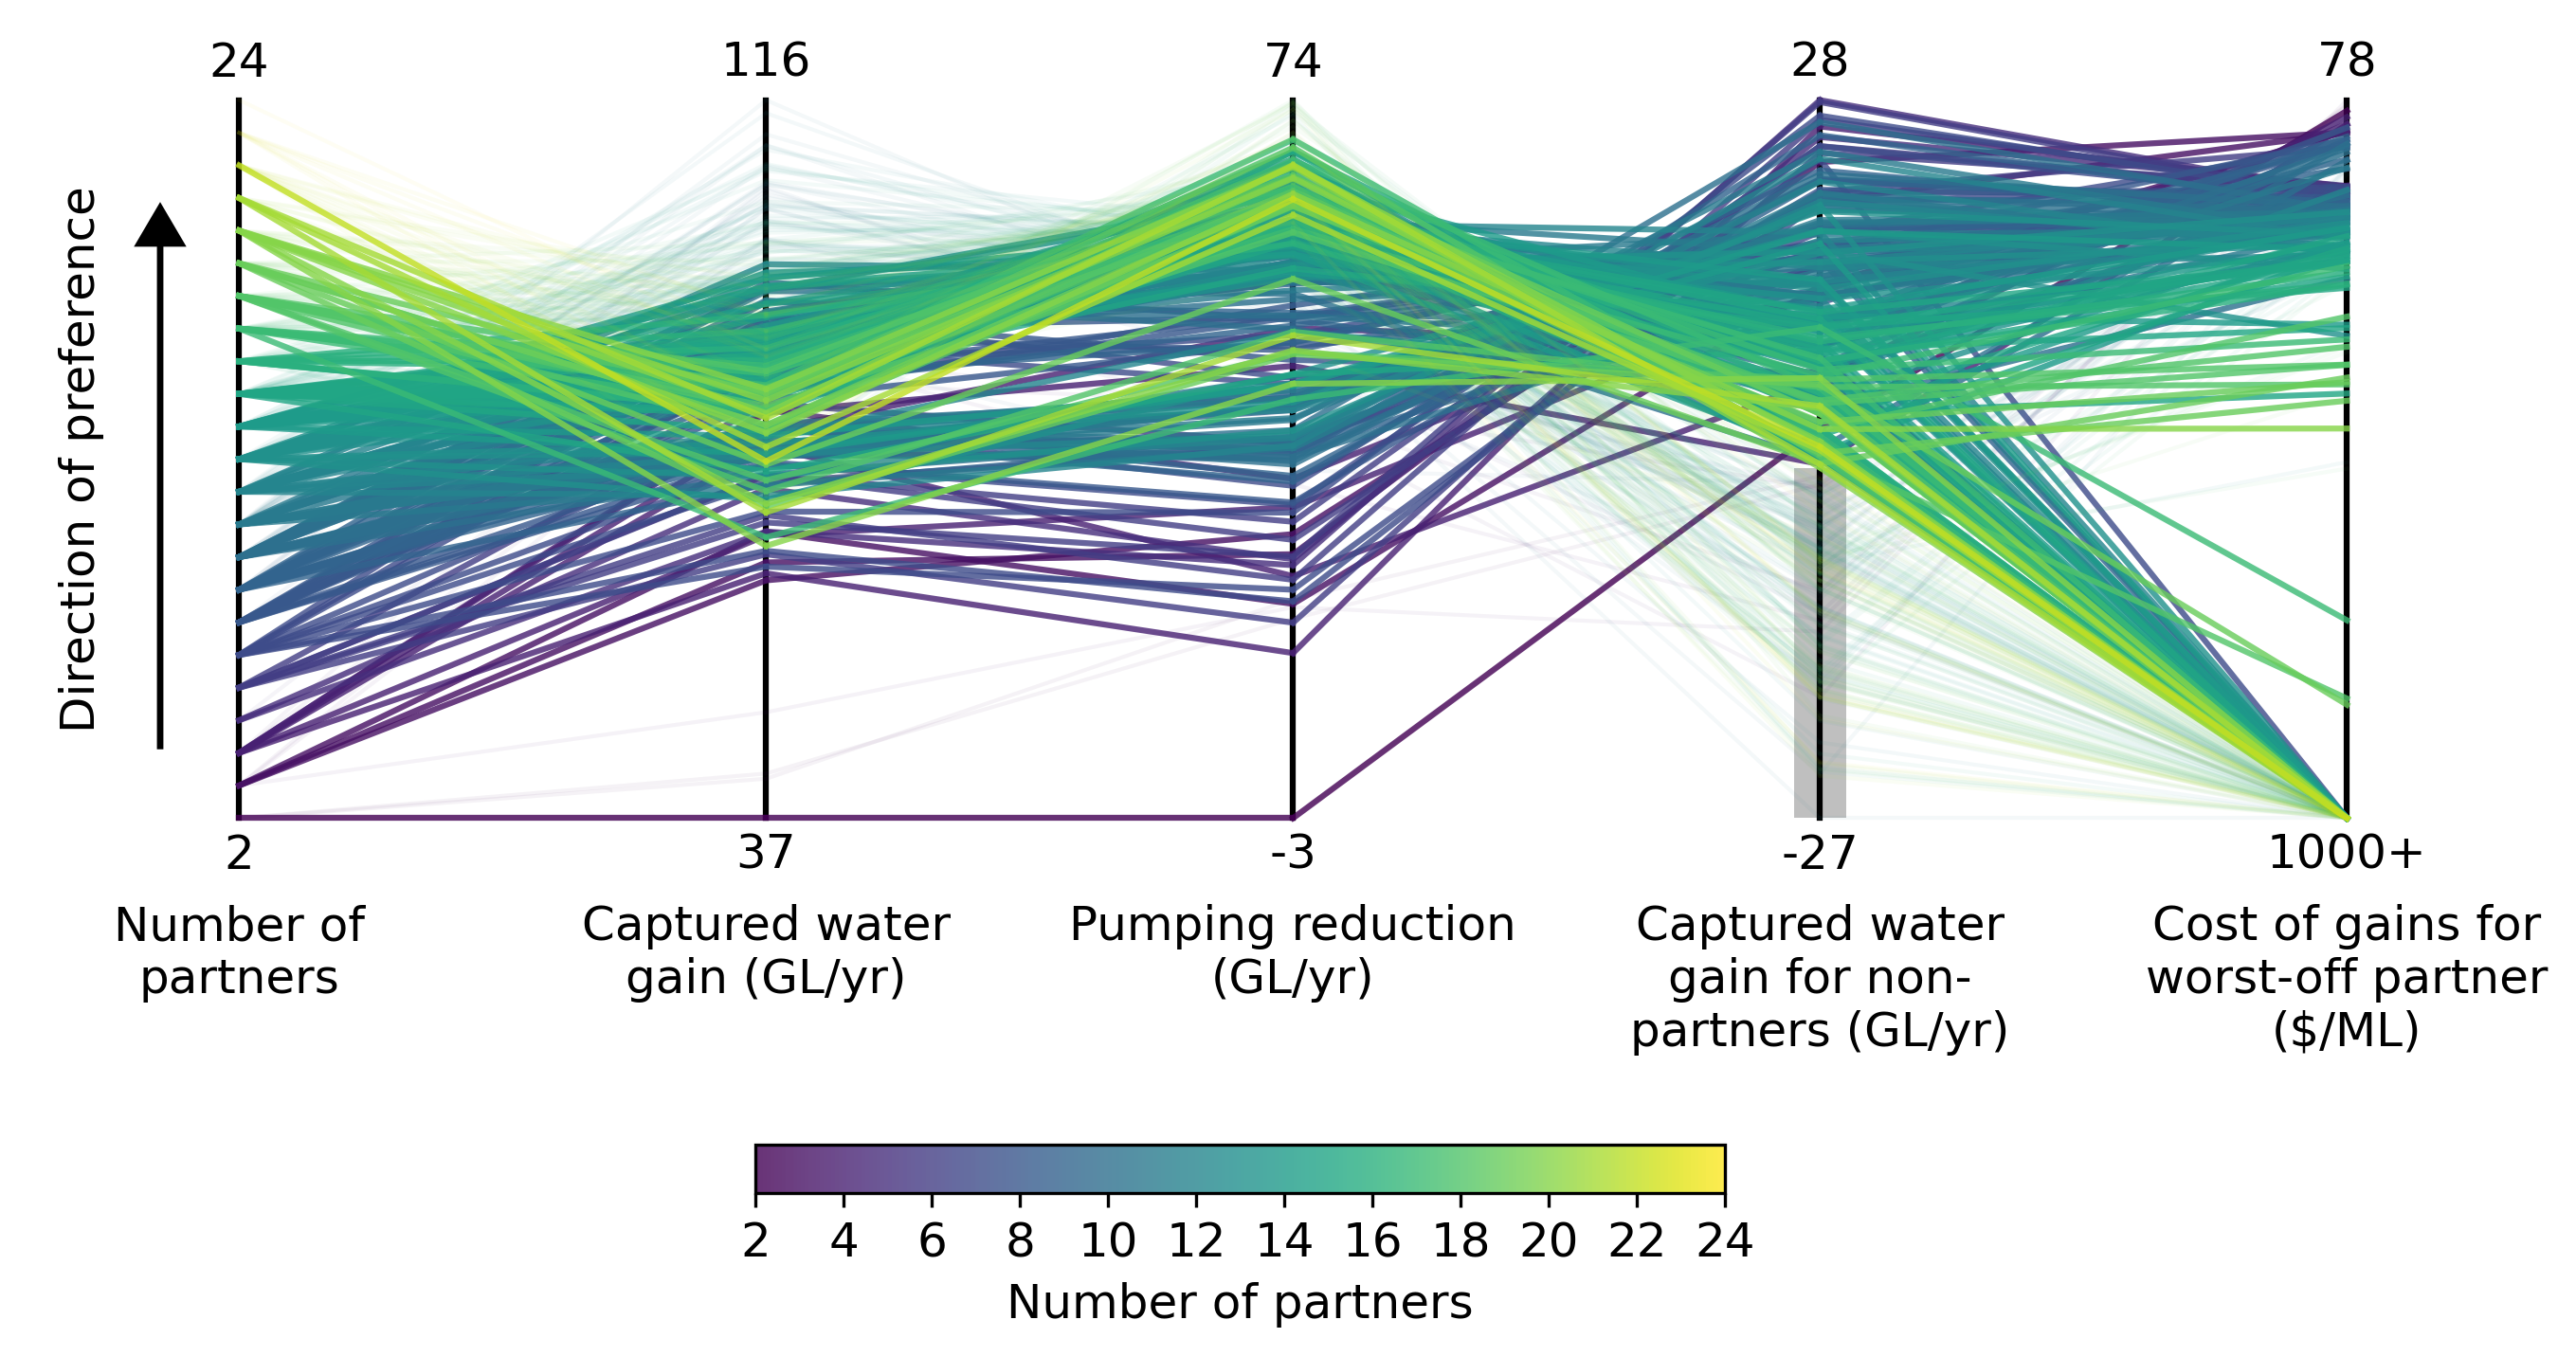 24 116 74 28 78
Direction of preference
2 37 -3 -27 1000+
Number of
partners
Captured water
gain (GL/yr)
Pumping reduction
(GL/yr)
Captured water
gain for non-
partners (GL/yr)
Cost of gains for
worst-off partner
($/ML)
2 4 6 8 10 12 14 16 18 20 22 24
Number of partners